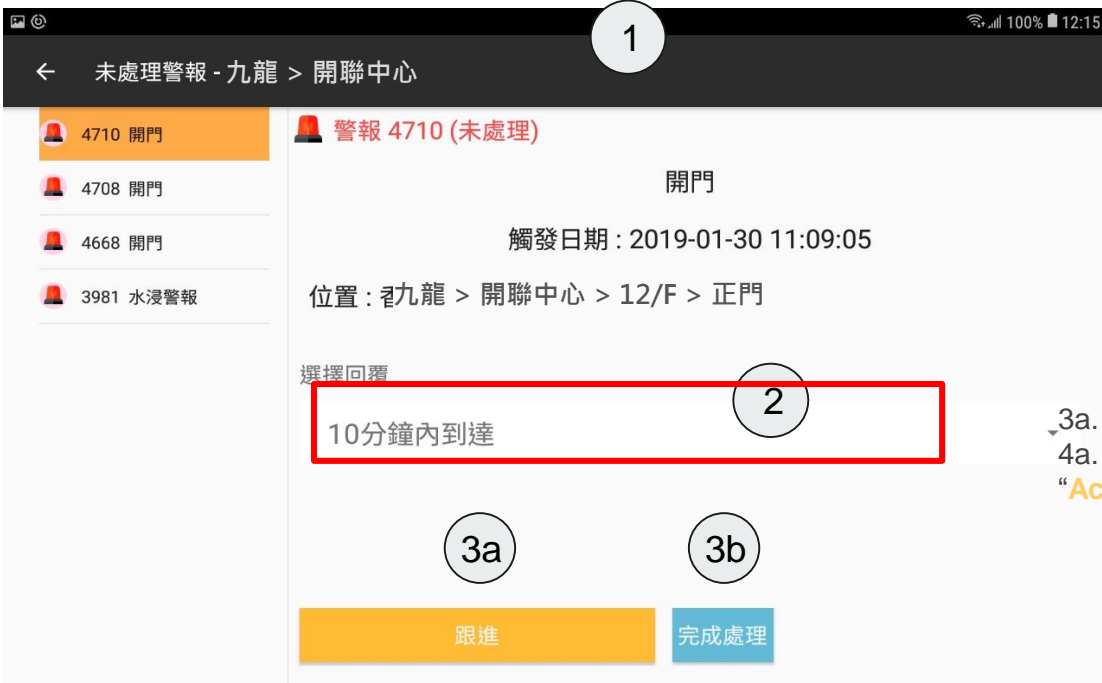 100% 12:15
1
未處理警報 - 九龍 > 開聯中心
4710 開門
4708 開門
4668 開門
3981 水浸警報
警報 4710 (未處理)
開門
觸發日期 : 2019-01-30 11:09:05
位置 : 九龍 > 開聯中心 > 12/F > 正門
選擇回覆
2
10分鐘內到達
3a.
4a.
“Ac
3a
3b
跟進
完成處理